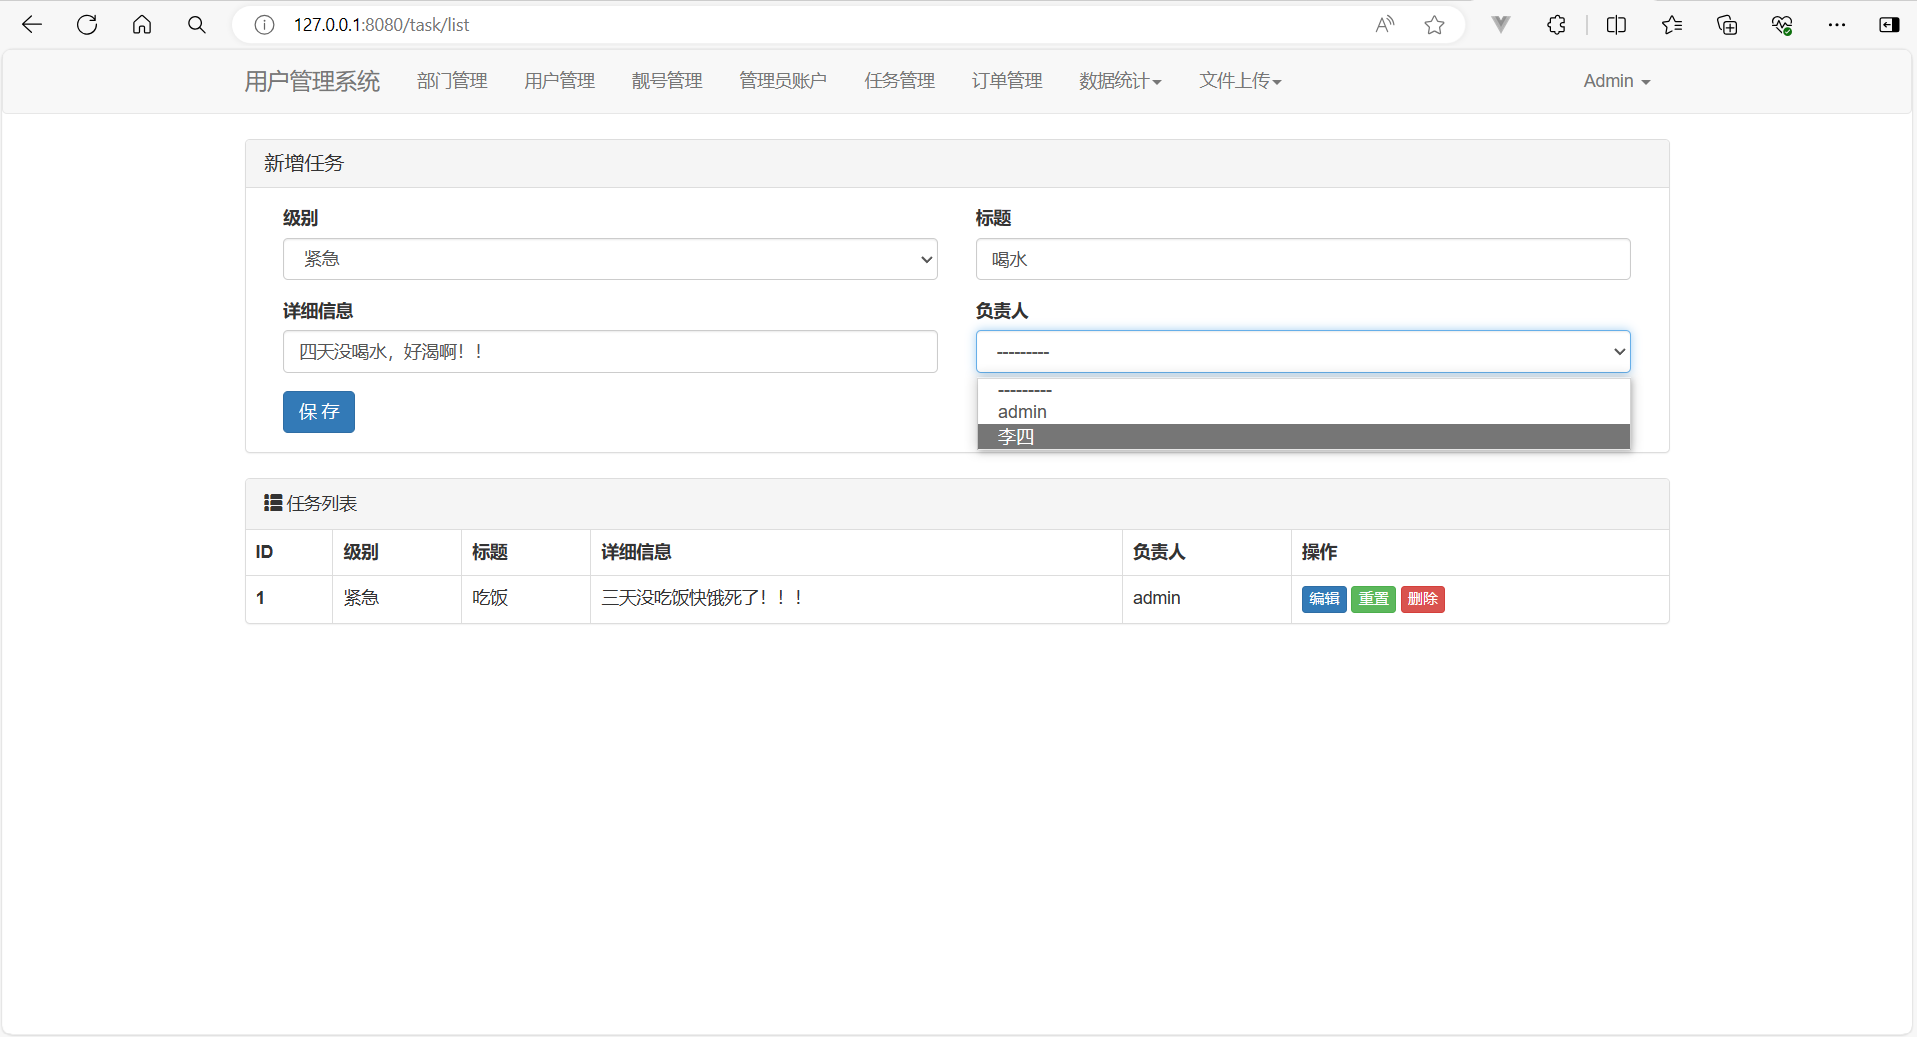 127.0.0.1:8080/task/list
用户管理系统 部门管理 用户管理 靓号管理 管理员账户 任务管理 订单管理 数据统计 文件上传 Admin
新增任务
级别 标题
紧急 喝水
详细信息 负责人
四天没喝水，好渴啊！！ ---------
---------
保 存 admin
李四
任务列表
ID 级别 标题 详细信息 负责人 操作
1 紧急 吃饭 三天没吃饭快饿死了！！！ admin 编辑 重置 删除